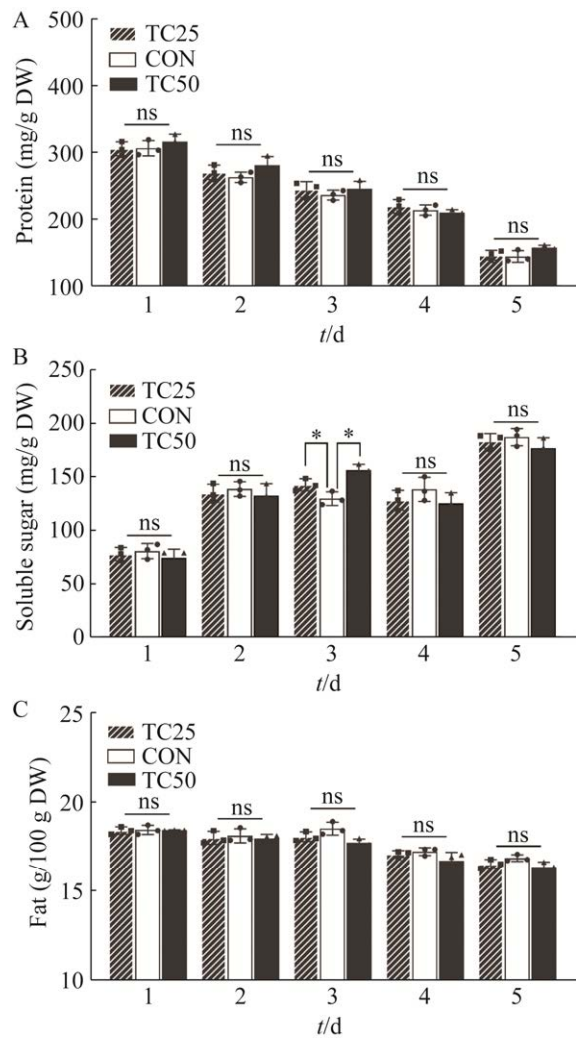 A
500
400
300
200
100
Protein (mg/g DW)
TC25
CON
TC50
ns
ns
ns
ns
ns
1 2 3 4 5
t/d
B
250
200
150
100
50
0
Soluble sugar (mg/g DW)
TC25
CON
TC50
ns
ns
* *
ns
ns
1 2 3 4 5
t/d
C
25
20
15
10
Fat (g/100 g DW)
TC25
CON
TC50
ns
ns
ns
ns
ns
1 2 3 4 5
t/d